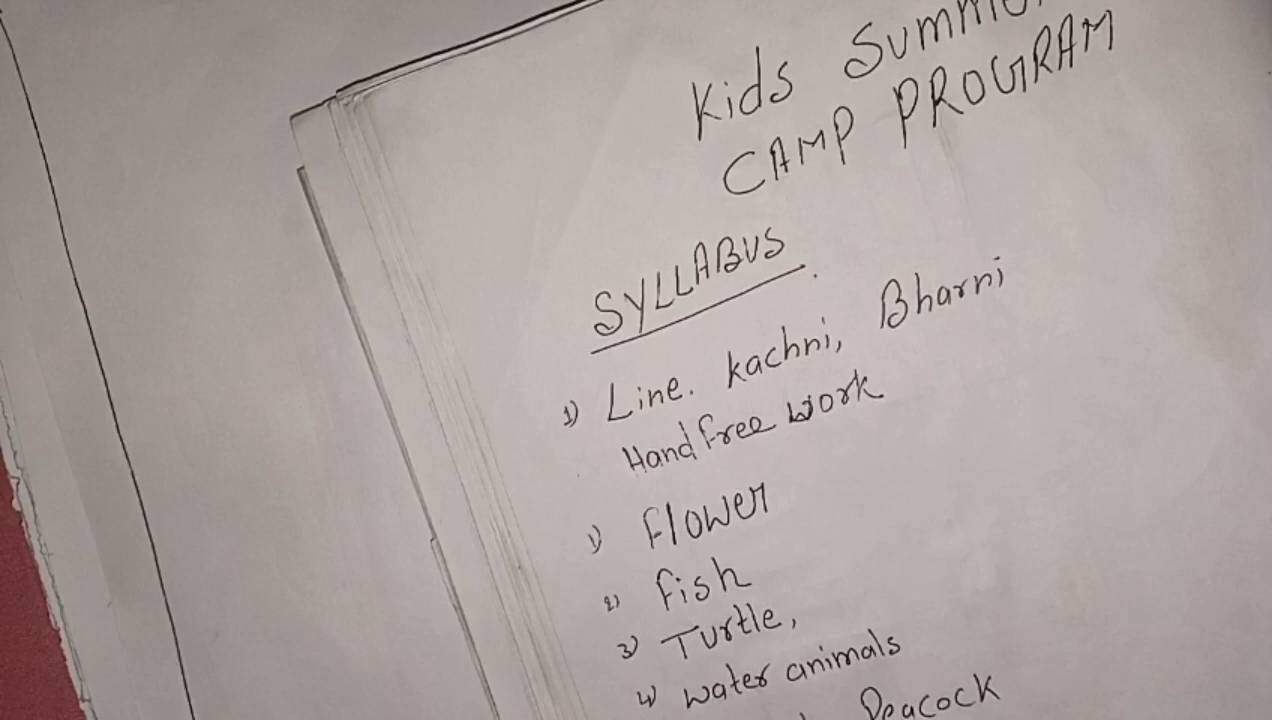 Kids Summer
CAMP PROGRAM
SYLLABUS
1) Line. kachni, Bharni
Hand free work
1) Flower
2) fish
3) Turtle,
4) water animals
Peacock